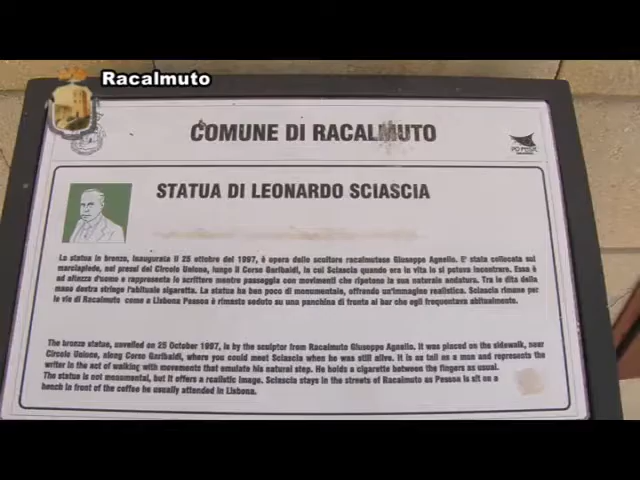 Racalmuto
COMUNE DI RACALMUTO
STATUA DI LEONARDO SCIASCIA
La statua in bronzo, inaugurata il 25 ottobre del 1997, è opera dello scultore racalmutese Giuseppe Agnello. E' stata collocata sul
marciapiede, nei pressi del Circolo Unione, lungo il Corso Garibaldi, in cui Sciascia quando era in vita lo si poteva incontrare. Essa è
ad altezza d'uomo e rappresenta lo scrittore mentre passeggia con movimenti che ripetono la sua naturale andatura. Tra le dita della
mano destra stringe l'abituale sigaretta. La statua ha ben poco di monumentale, offrendo un'immagine realistica. Sciascia rimane per
le vie di Racalmuto come a Lisbona Pessoa è rimasto seduto su una panchina di fronte al bar che egli frequentava abitualmente.
The bronze statue, unveiled on 25 October 1997, is by the sculptor from Racalmuto Giuseppe Agnello. It was placed on the sidewalk, near
Circolo Unione, along Corso Garibaldi, where you could meet Sciascia when he was still alive. It is as tall as a man and represents the
writer in the act of walking with movements that emulate his natural step. He holds a cigarette between the fingers as usual.
The statue is not monumental, but it offers a realistic image. Sciascia stays in the streets of Racalmuto as Pessoa is sit on a
bench in front of the coffee he usually attended in Lisbona.